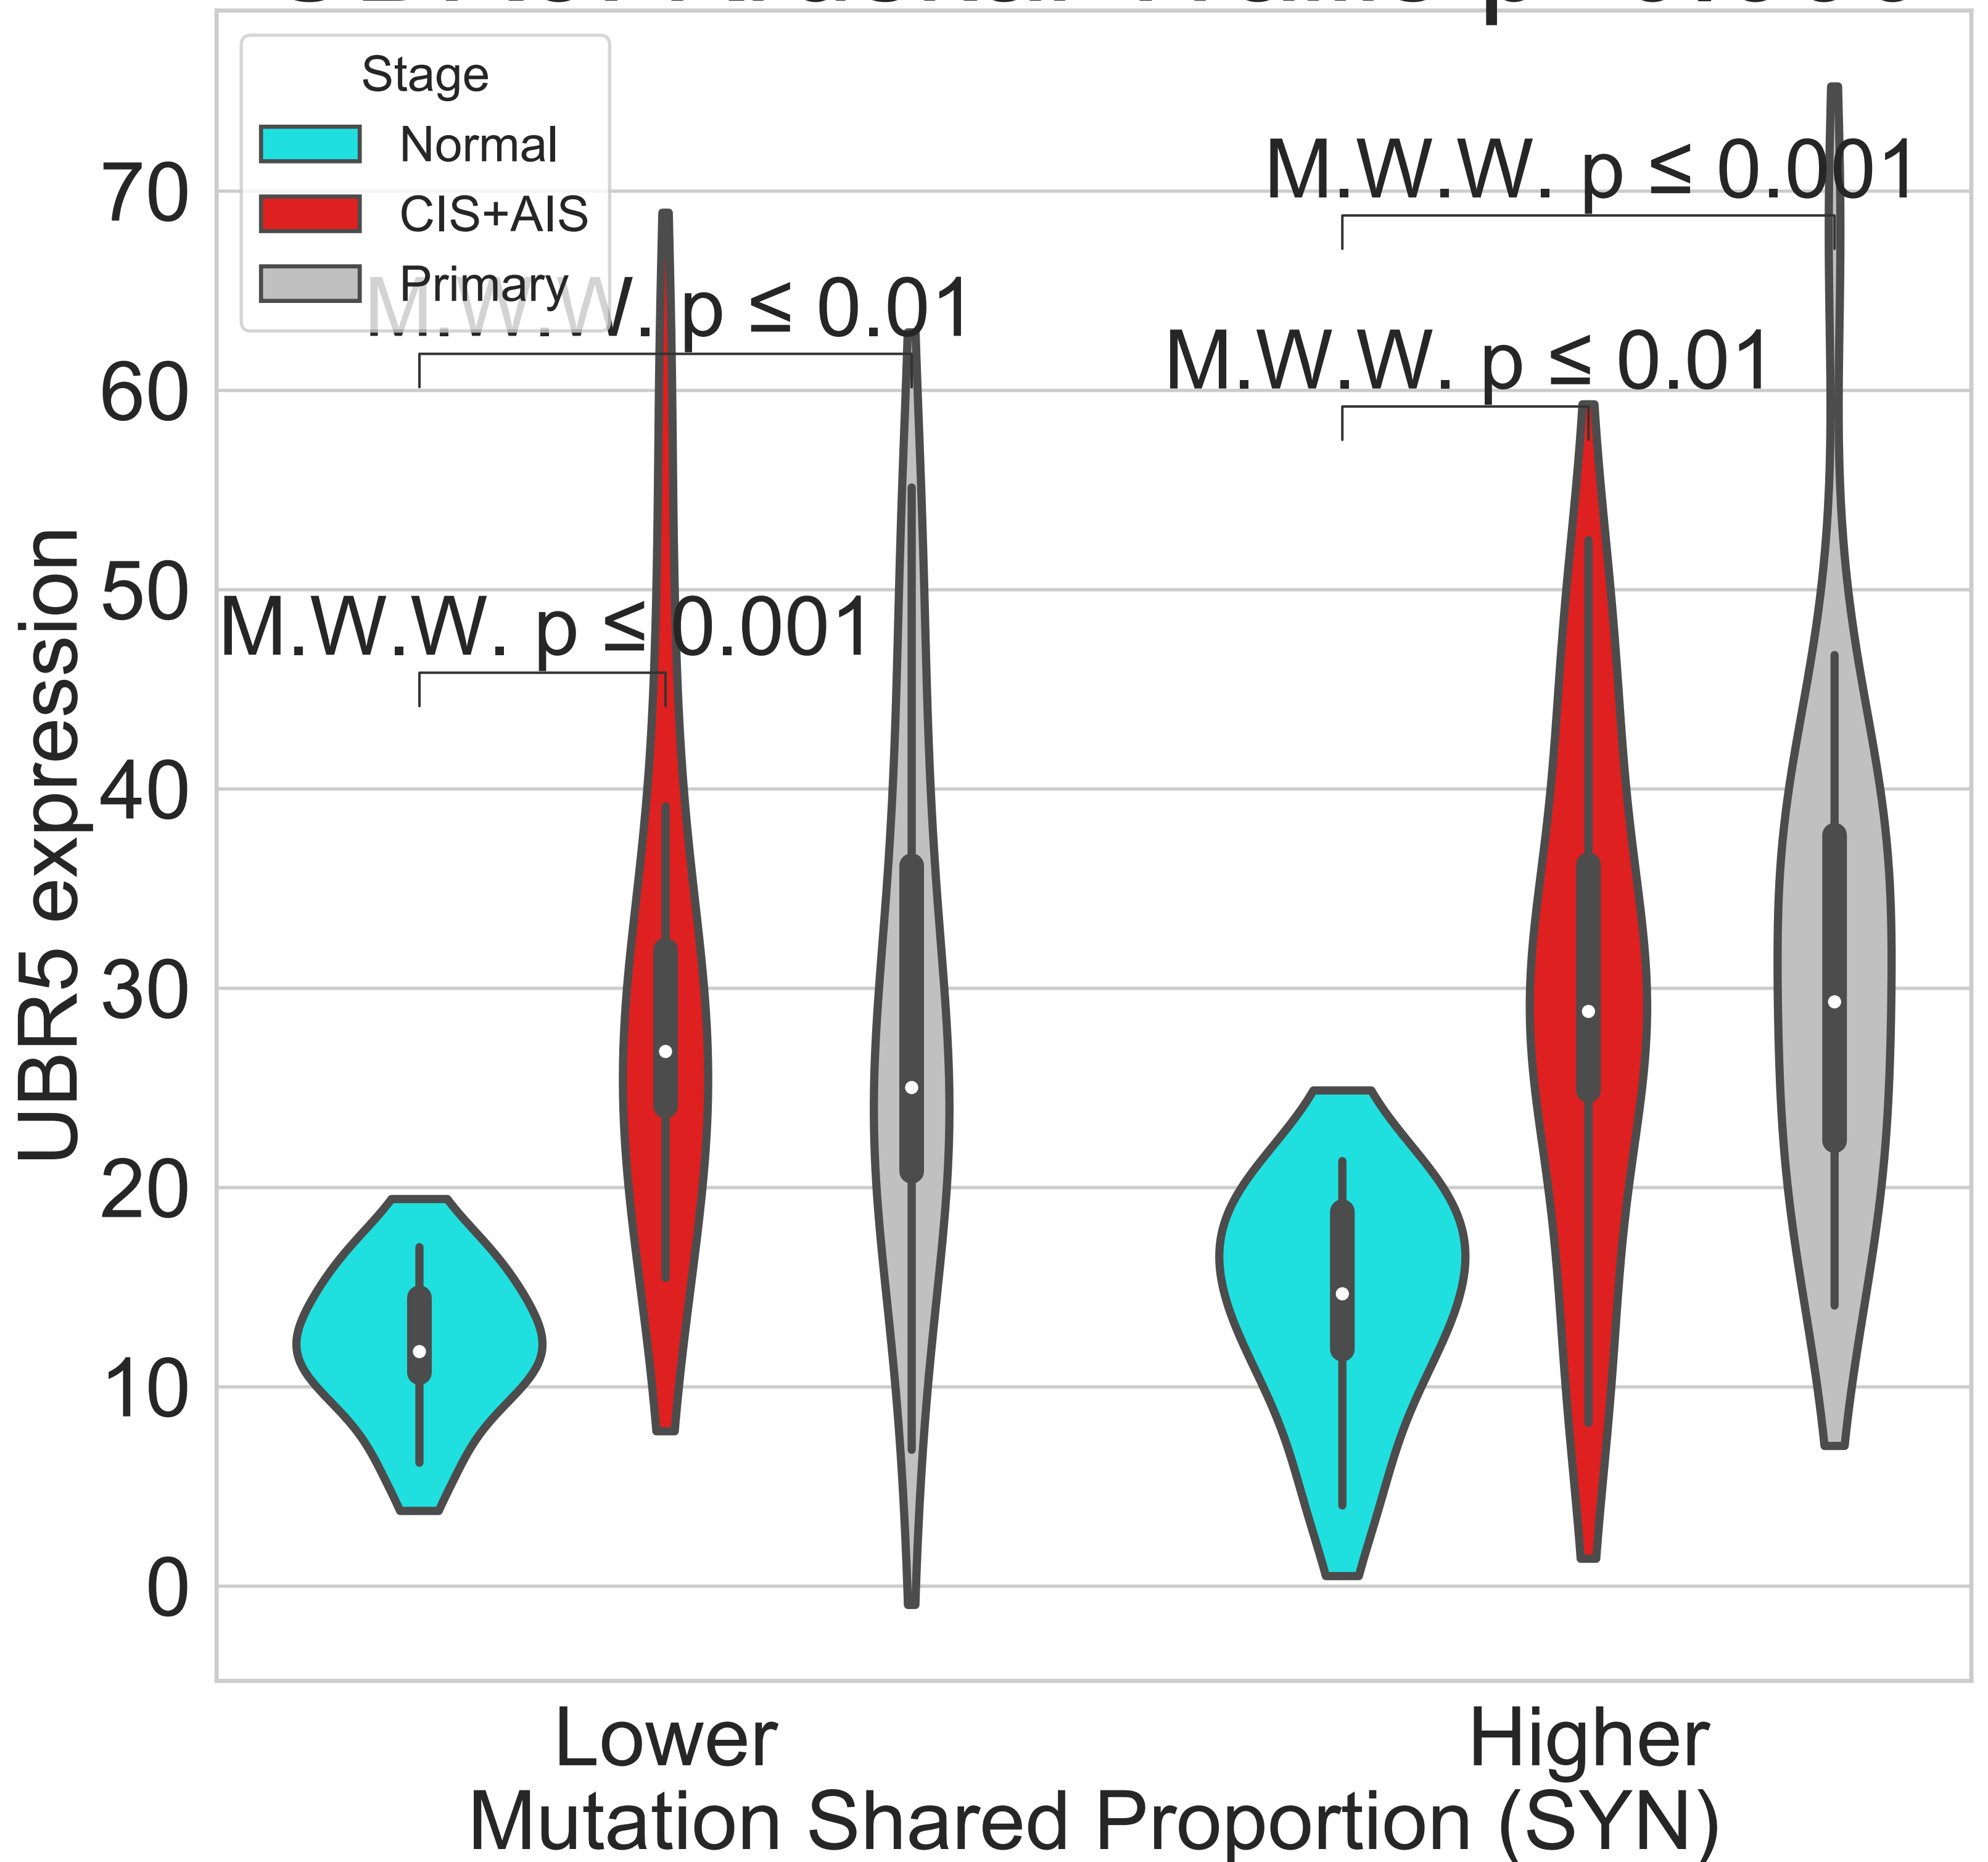 Stage
Normal
CIS+AIS
Primary
M.W.W. p ≤ 0.001
M.W.W. p ≤ 0.01
M.W.W. p ≤ 0.01
M.W.W. p ≤ 0.001
70
60
50
40
30
20
10
0
UBR5 expression
Lower
Higher
Mutation Shared Proportion (SYN)